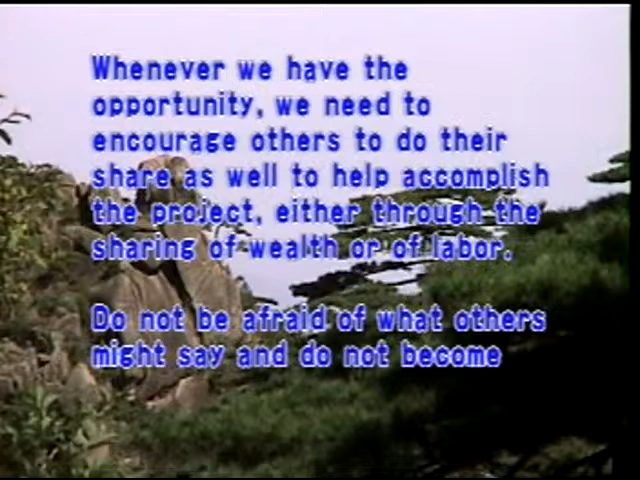 Whenever we have the
opportunity, we need to
encourage others to do their
share as well to help accomplish
the project, either through the
sharing of wealth or of labor.
Do not be afraid of what others
might say and do not become